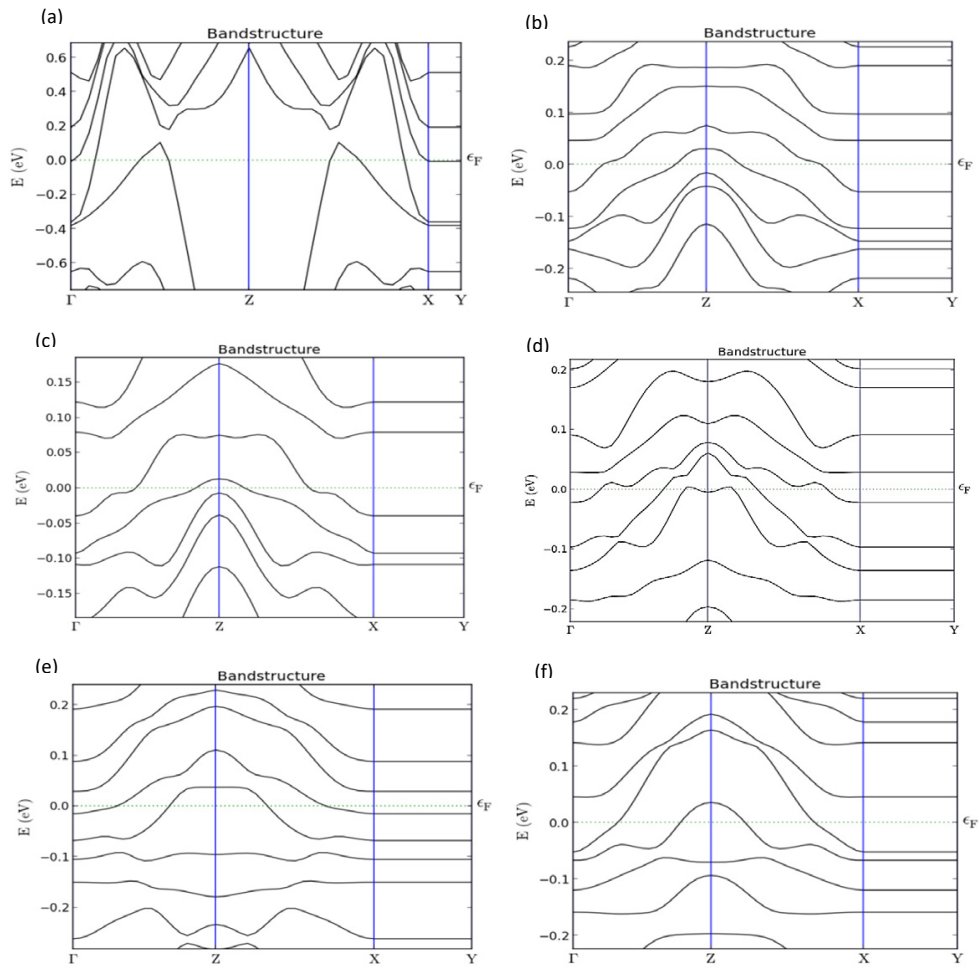 (a)
Bandstructure
E (eV)
0.6
0.4
0.2
0.0
−0.2
−0.4
−0.6
ϵF
Γ Z X Y
(b)
Bandstructure
E (eV)
0.2
0.1
0.0
−0.1
−0.2
ϵF
Γ Z X Y
(c)
Bandstructure
E (eV)
0.15
0.10
0.05
0.00
−0.05
−0.10
−0.15
ϵF
Γ Z X Y
(d)
Bandstructure
E (eV)
0.2
0.1
0.0
−0.1
−0.2
ϵF
Γ Z X Y
(e)
Bandstructure
E (eV)
0.2
0.1
0.0
−0.1
−0.2
ϵF
Γ Z X Y
(f)
Bandstructure
E (eV)
0.2
0.1
0.0
−0.1
−0.2
ϵF
Γ Z X Y